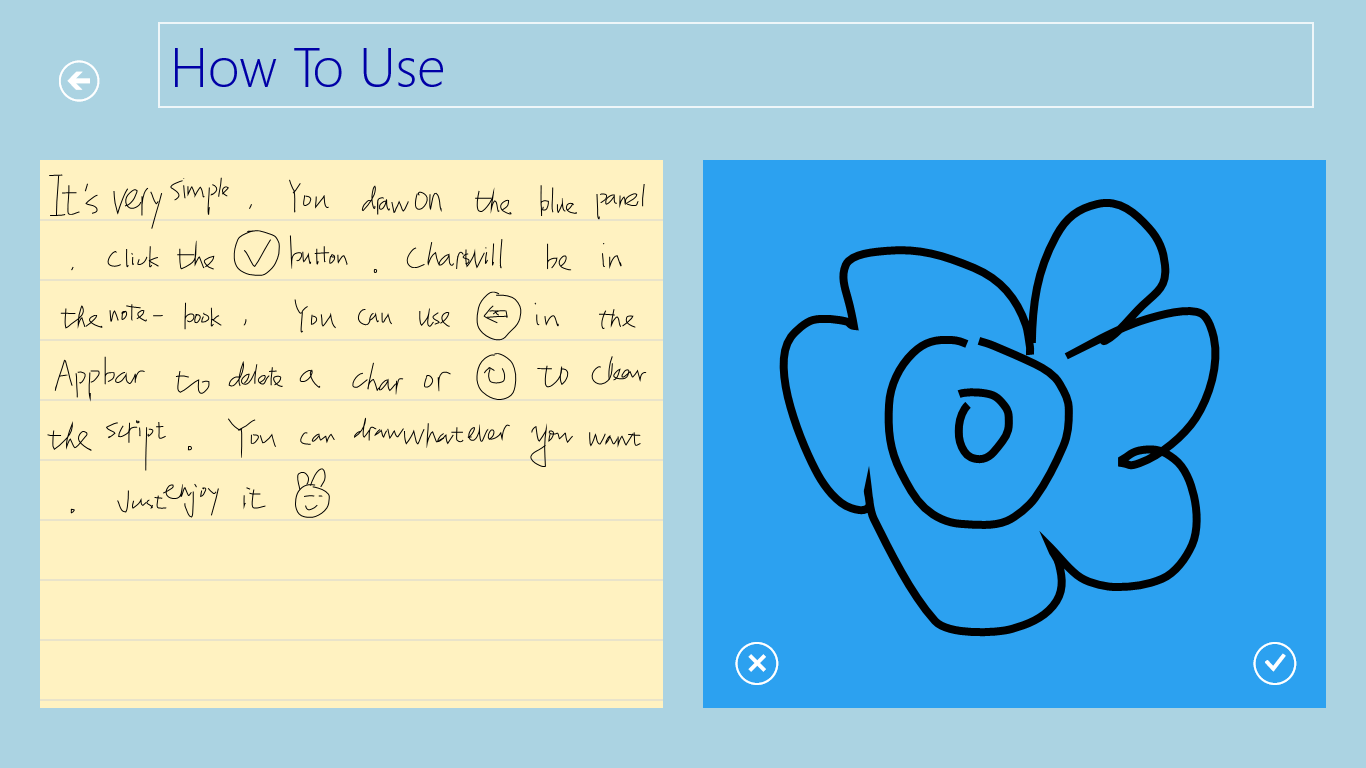 How To Use
It's very simple . You draw on the blue panel
. Click the button . Char will be in
the note- book . You can use in the
Appbar to delete a char or to clear
the script . You can draw whatever you want
. Just enjoy it